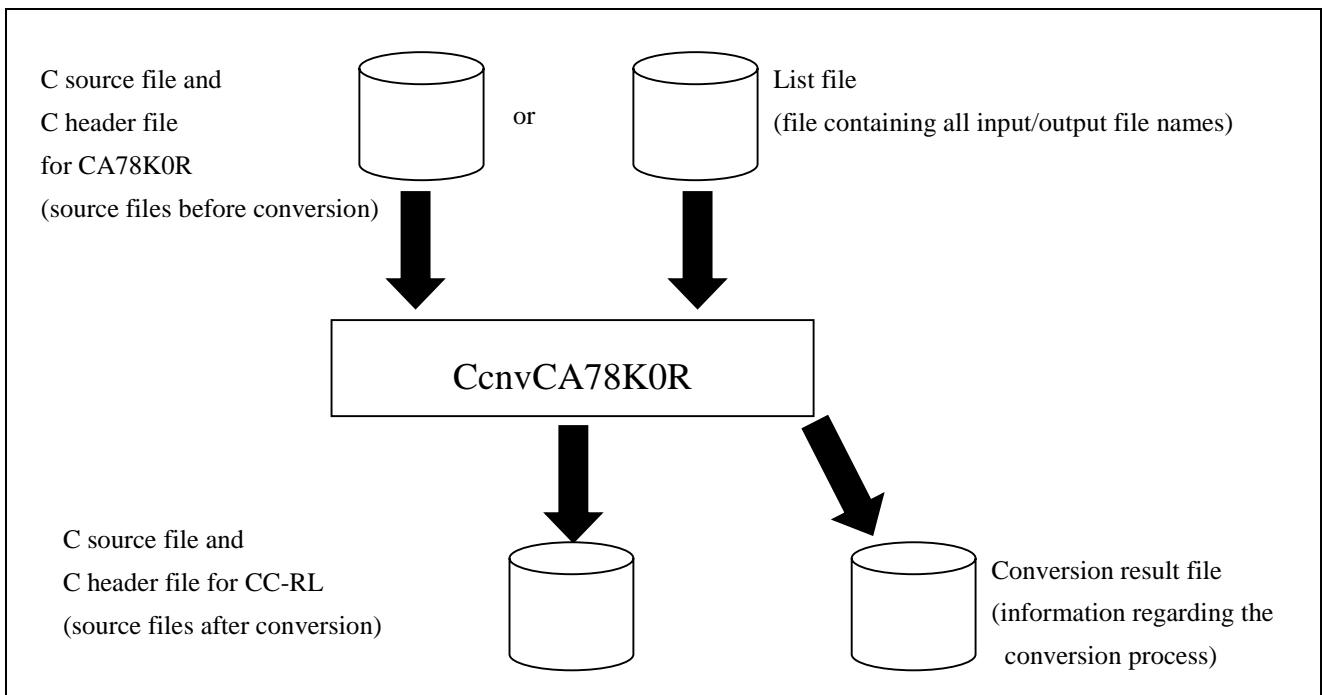 C source file and
C header file
for CA78K0R
(source files before conversion)
or
List file
(file containing all input/output file names)
CcnvCA78K0R
C source file and
C header file for CC-RL
(source files after conversion)
Conversion result file
(information regarding the
conversion process)